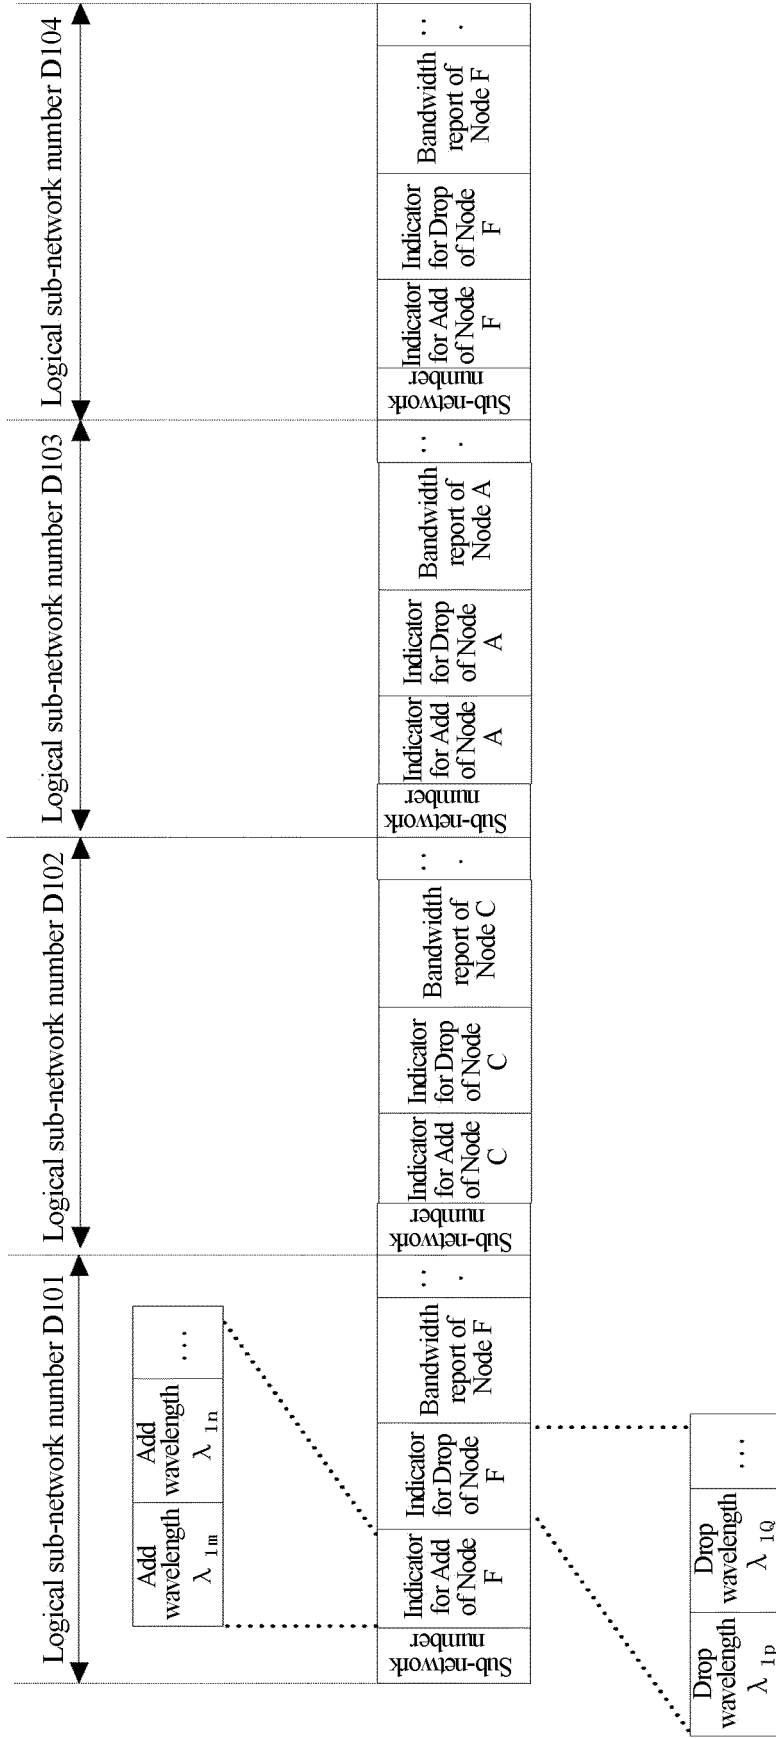 Logical sub-network number D101
Logical sub-network number D102
Logical sub-network number D103
Logical sub-network number D104
Add
wavelength
λ 1m
Add
wavelength
λ 1n
...
Sub-network
number
Indicator
for Add
of Node
F
Indicator
for Drop
of Node
F
Bandwidth
report of
Node F
...
Sub-network
number
Indicator
for Add
of Node
C
Indicator
for Drop
of Node
C
Bandwidth
report of
Node C
...
Sub-network
number
Indicator
for Add
of Node
A
Indicator
for Drop
of Node
A
Bandwidth
report of
Node A
...
Sub-network
number
Indicator
for Add
of Node
F
Indicator
for Drop
of Node
F
Bandwidth
report of
Node F
...
Drop
wavelength
λ 1p
Drop
wavelength
λ 1Q
...